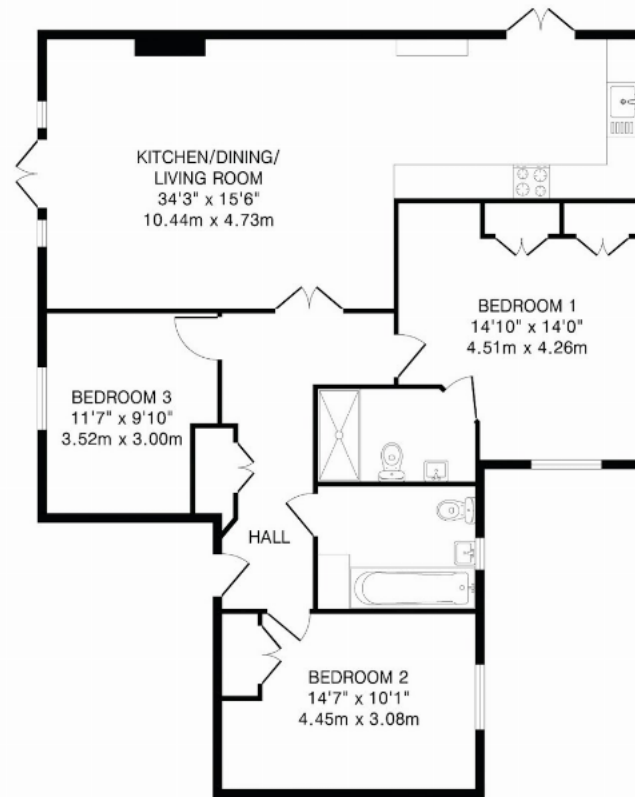 KITCHEN/DINING/
LIVING ROOM
34'3" x 15'6"
10.44m x 4.73m
BEDROOM 1
14'10" x 14'0"
4.51m x 4.26m
BEDROOM 3
11'7" x 9'10"
3.52m x 3.00m
HALL
BEDROOM 2
14'7" x 10'1"
4.45m x 3.08m